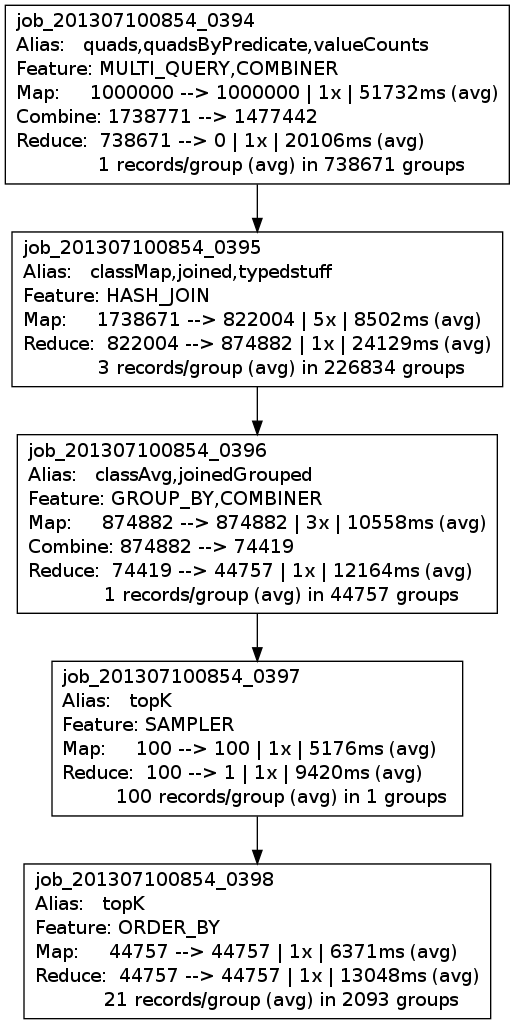 job_201307100854_0394
Alias: quads,quadsByPredicate,valueCounts
Feature: MULTI_QUERY,COMBINER
Map: 1000000 --> 1000000 | 1x | 51732ms (avg)
Combine: 1738771 --> 1477442
Reduce: 738671 --> 0 | 1x | 20106ms (avg)
1 records/group (avg) in 738671 groups
job_201307100854_0395
Alias: classMap,joined,typedstuff
Feature: HASH_JOIN
Map: 1738671 --> 822004 | 5x | 8502ms (avg)
Reduce: 822004 --> 874882 | 1x | 24129ms (avg)
3 records/group (avg) in 226834 groups
job_201307100854_0396
Alias: classAvg,joinedGrouped
Feature: GROUP_BY,COMBINER
Map: 874882 --> 874882 | 3x | 10558ms (avg)
Combine: 874882 --> 74419
Reduce: 74419 --> 44757 | 1x | 12164ms (avg)
1 records/group (avg) in 44757 groups
job_201307100854_0397
Alias: topK
Feature: SAMPLER
Map: 100 --> 100 | 1x | 5176ms (avg)
Reduce: 100 --> 1 | 1x | 9420ms (avg)
100 records/group (avg) in 1 groups
job_201307100854_0398
Alias: topK
Feature: ORDER_BY
Map: 44757 --> 44757 | 1x | 6371ms (avg)
Reduce: 44757 --> 44757 | 1x | 13048ms (avg)
21 records/group (avg) in 2093 groups